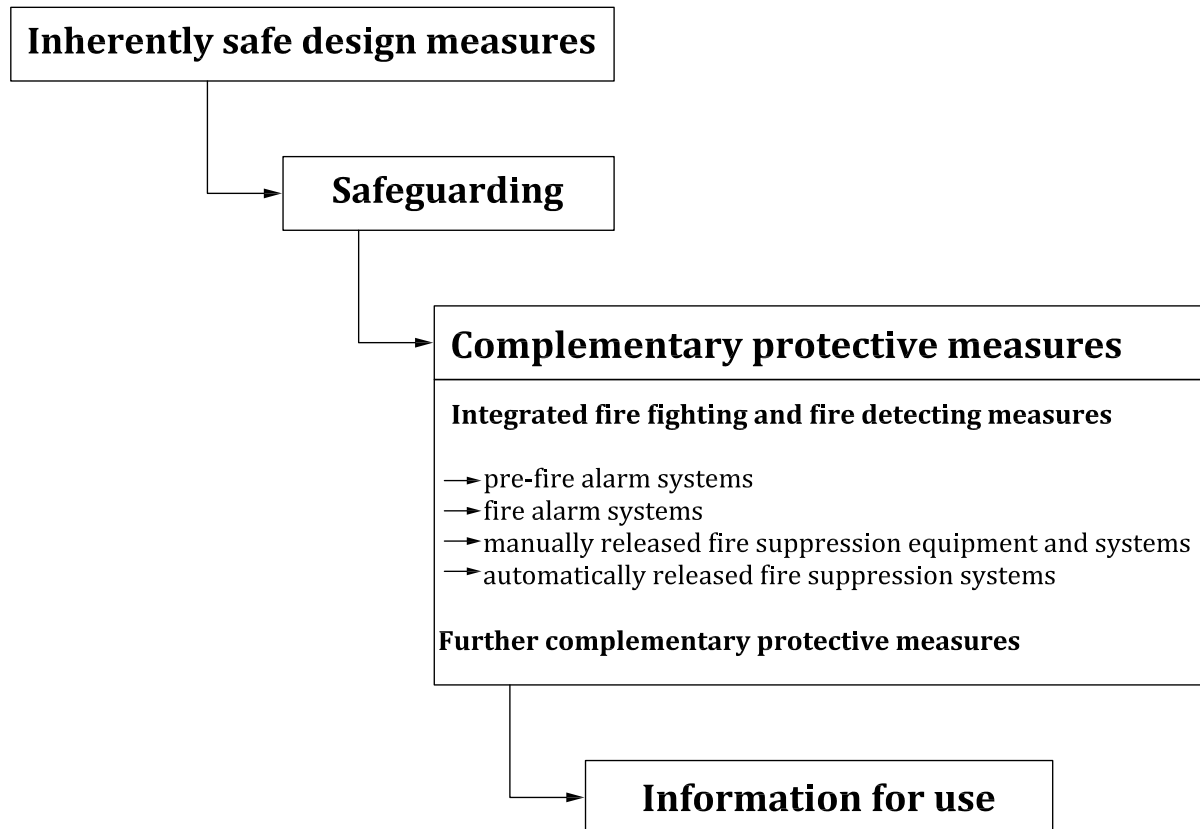 Inherently safe design measures
Safeguarding
Complementary protective measures
Integrated fire fighting and fire detecting measures
pre-fire alarm systems
fire alarm systems
manually released fire suppression equipment and systems
automatically released fire suppression systems
Further complementary protective measures
Information for use